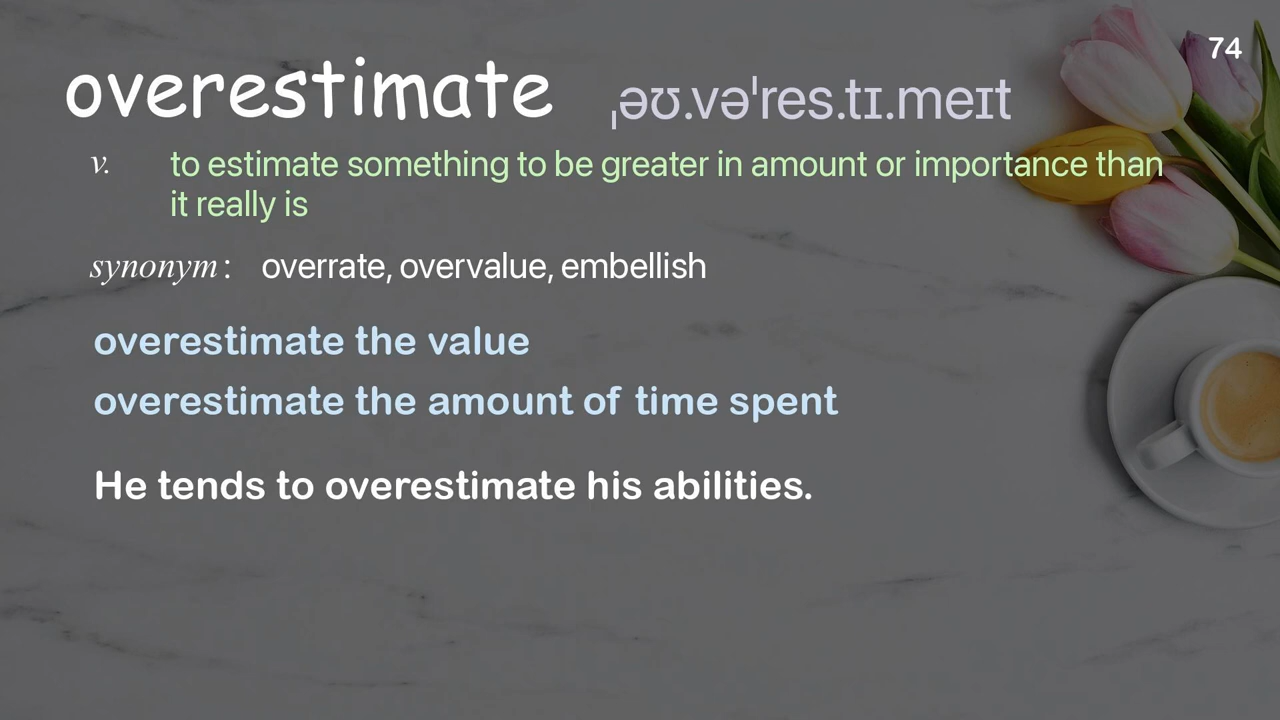 74
overestimate ˌəʊ.vəˈres.tɪ.meɪt
v. to estimate something to be greater in amount or importance than
it really is
synonym : overrate, overvalue, embellish
overestimate the value
overestimate the amount of time spent
He tends to overestimate his abilities.